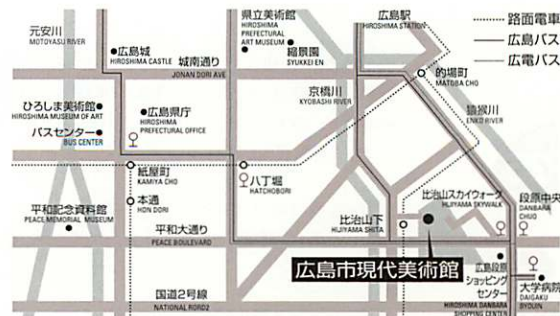 元安川
MOTOYASU RIVER
広島城
HIROSHIMA CASTLE
城南通り
JONAN DORI AVE
県立美術館
HIROSHIMA
PREFECTURAL
ART MUSEUM
縮景園
SYUKKEI EN
広島駅
HIROSHIMA STATION
路面電車
広島バス
広電バス
的場町
MATOBA CHO
京橋川
KYOBASHI RIVER
猿猴川
ENKO RIVER
ひろしま美術館
HIROSHIMA MUSEUM OF ART
バスセンター
BUS CENTER
広島県庁
HIROSHIMA
PREFECTURAL OFFICE
紙屋町
KAMIYA CHO
八丁堀
HATCHOBORI
本通
HON DORI
平和記念資料館
PEACE MEMORIAL MUSEUM
平和大通り
PEACE BOULEVARD
比治山スカイウォーク
HIJIYAMA SKYWALK
比治山下
HIJIYAMA SHITA
段原中央
DANBARA
CHUO
広島市現代美術館
広島段原
ショッピング
センター
HIROSHIMA DANBARA
SHOPPING CENTER
大学病院
DAIGAKU
BYOUIN
国道2号線
NATIONAL ROAD2